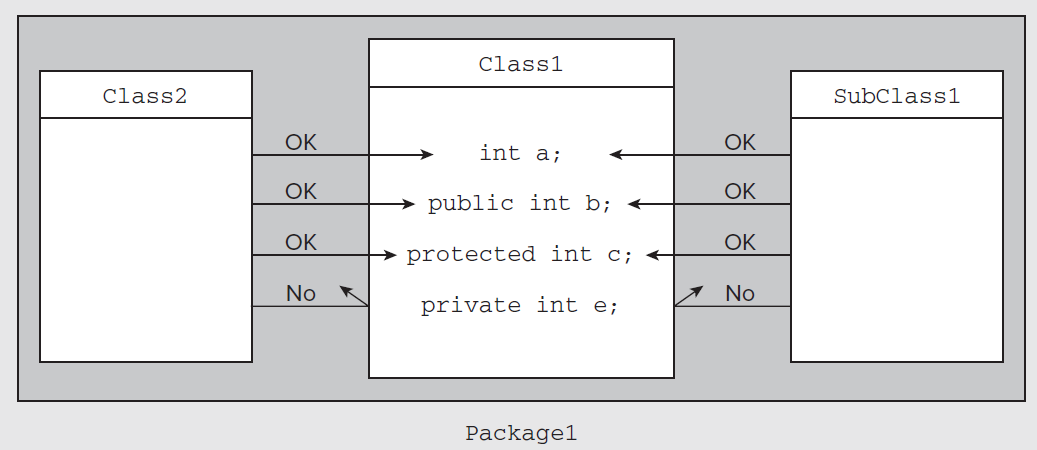 Class1
Class2
SubClass1
OK
int a;
OK
OK
public int b;
OK
OK
protected int c;
OK
No
private int e;
No
Package1